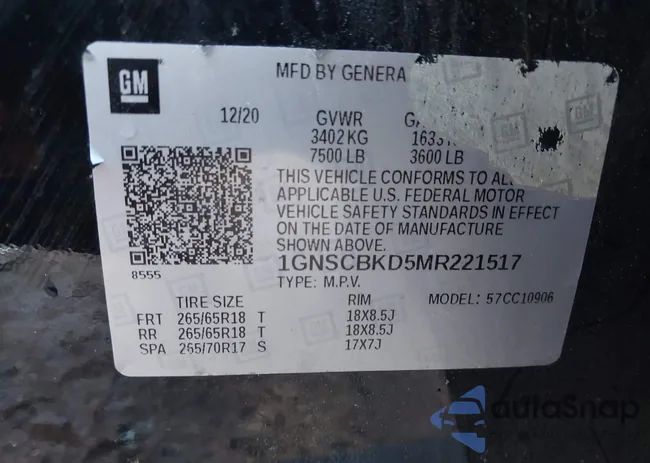 GM
MFD BY GENERA
12/20 GVWR
3402 KG
7500 LB 3600 LB
THIS VEHICLE CONFORMS TO
APPLICABLE U.S. FEDERAL MOTOR
VEHICLE SAFETY STANDARDS IN EFFECT
ON THE DATE OF MANUFACTURE
SHOWN ABOVE.
8555
1GNSCBKD5MR221517
TYPE: M.P.V. MODEL: 57CC10906
TIRE SIZE RIM
FRT 265/65R18 T 18X8.5J
RR 265/65R18 T 18X8.5J
SPA 265/70R17 S 17X7J
autoSnap